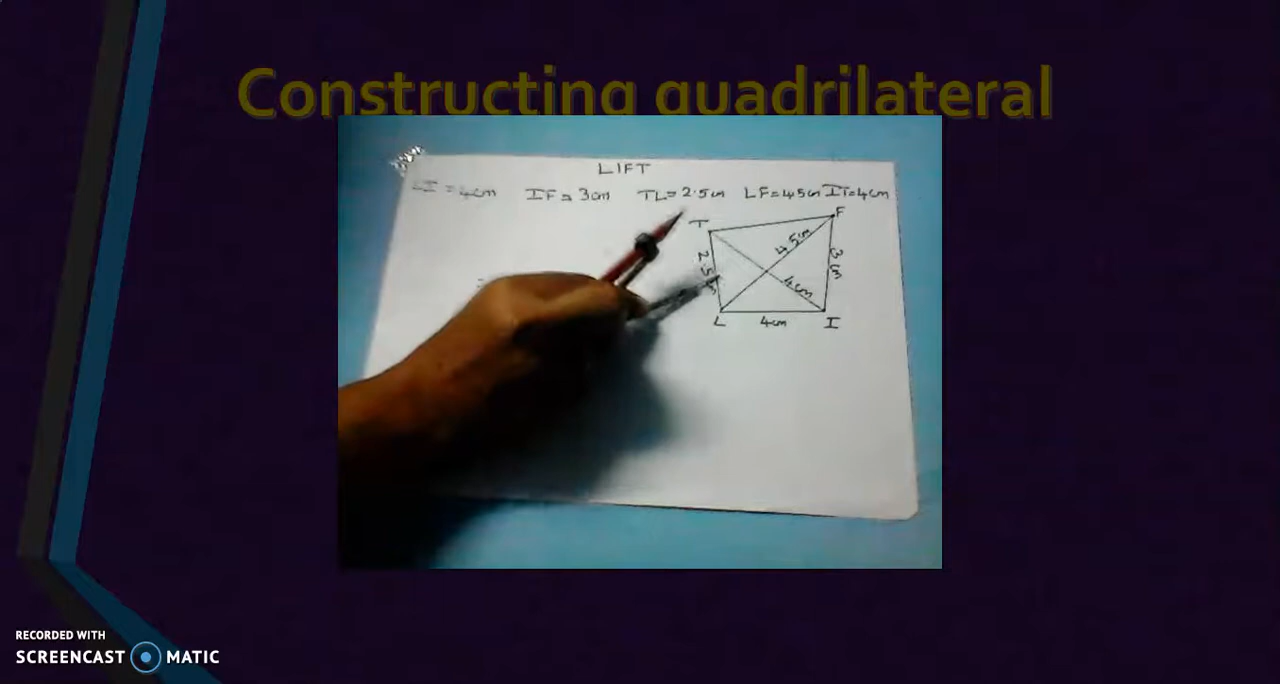 Constructing quadrilateral
LIFT
LI = 4cm IF = 3cm TL = 2.5cm LF = 4.5cm IT = 4cm
T F
4.5cm
2.5cm 3cm
4cm
L 4cm I
RECORDED WITH
SCREENCAST MATIC